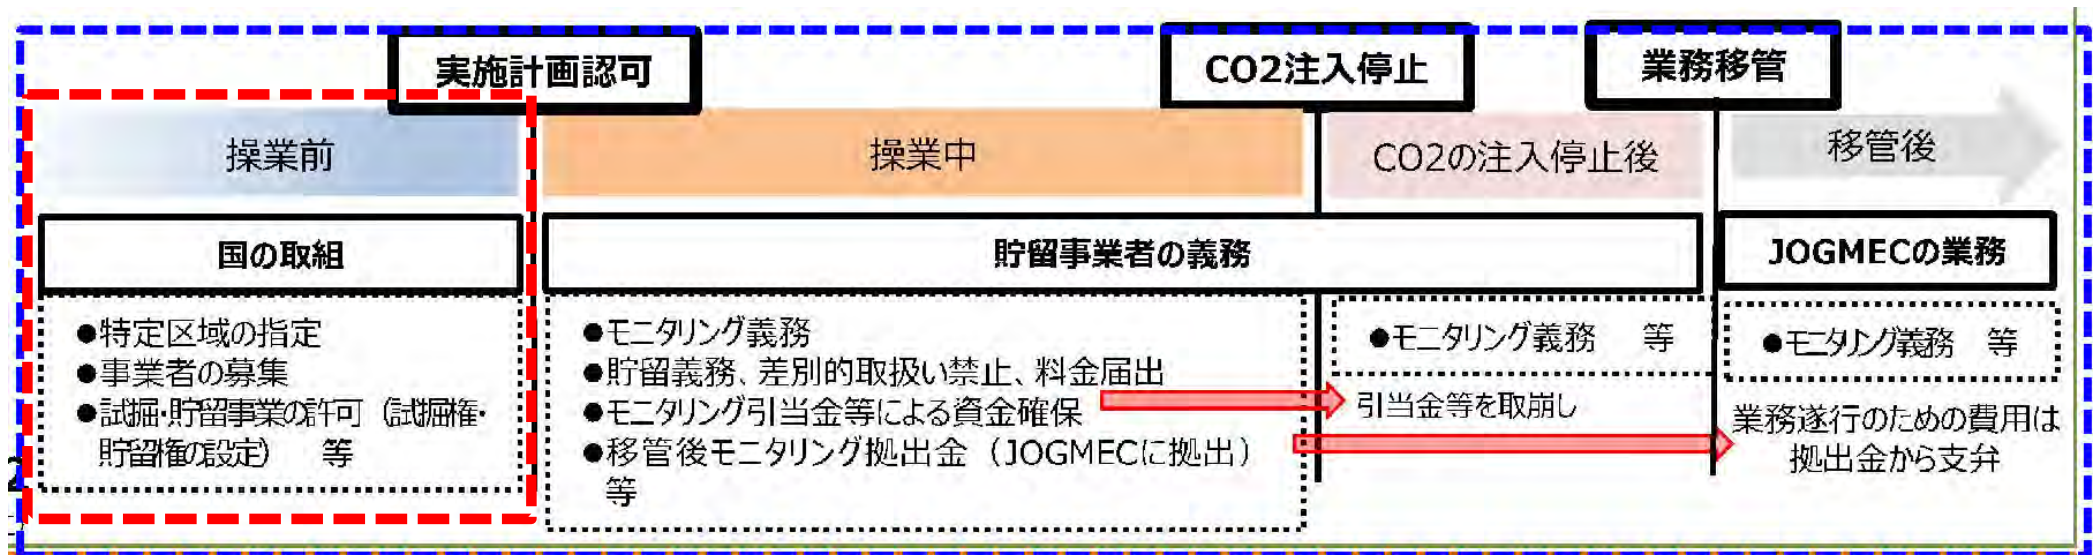 実施計画認可
CO2注入停止
業務移管
操業前
操業中
CO2の注入停止後
移管後
国の取組
貯留事業者の義務
JOGMECの業務
●特定区域の指定
●事業者の募集
●試掘・貯留事業の許可（試掘権・
貯留権の設定）　等
●モニタリング義務
●貯留義務、差別的取扱い禁止、料金届出
●モニタリング引当金等による資金確保
●移管後モニタリング拠出金（JOGMECに拠出）
等
●モニタリング義務　等
引当金等を取崩し
●モニタリング義務　等
業務遂行のための費用は
拠出金から支弁
2